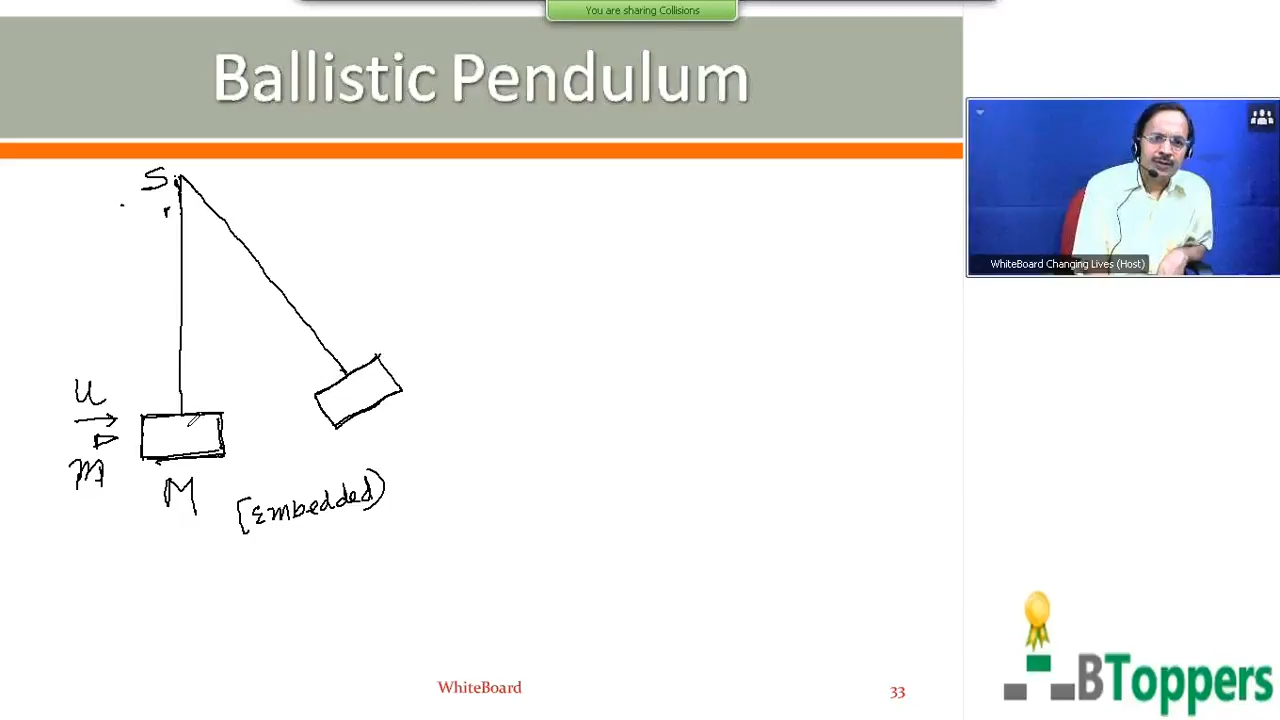 You are sharing Collisions
Ballistic Pendulum
S
WhiteBoard Changing Lives (Host)
u
m
M
[Embedded)
WhiteBoard
33
BToppers